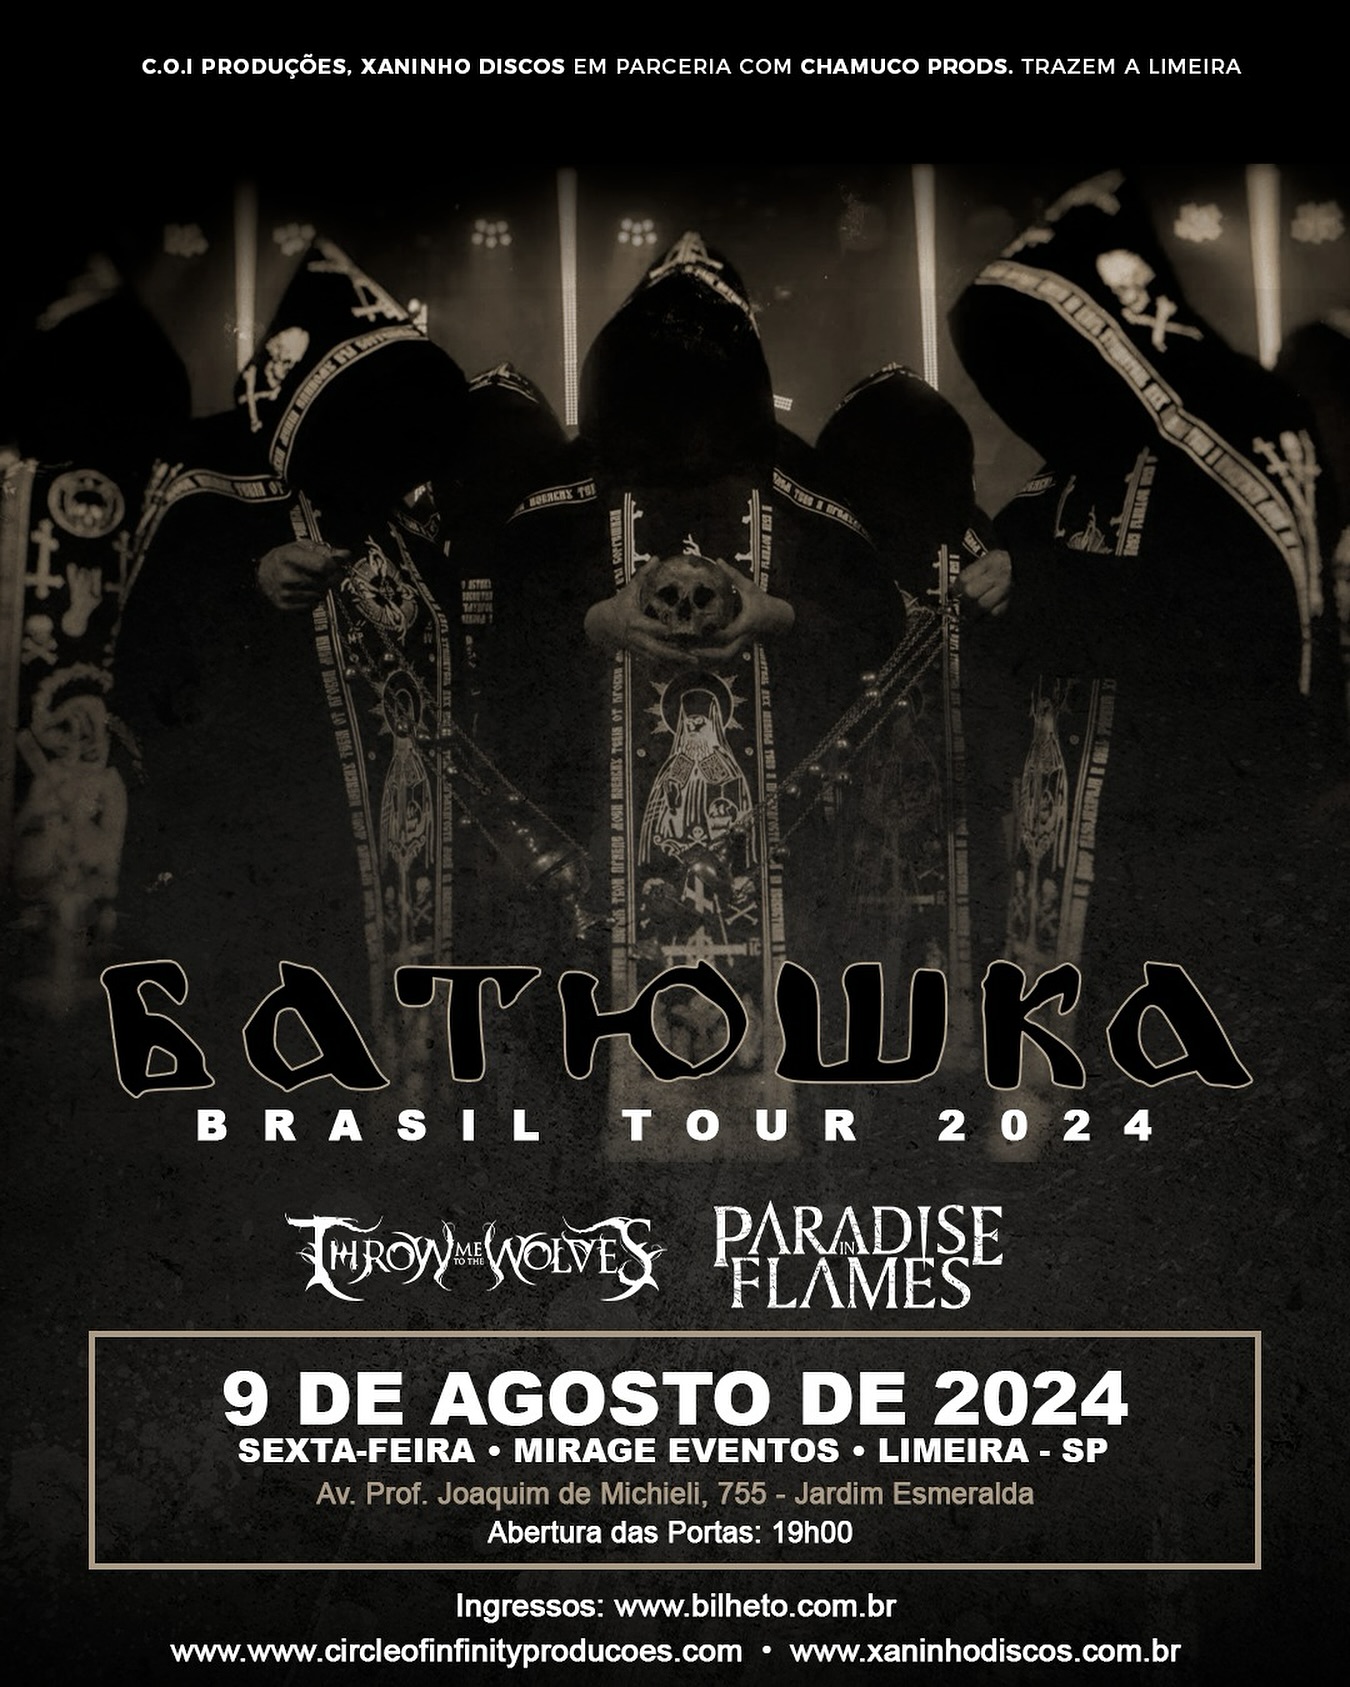 C.O.I PRODUÇÕES, XANINHO DISCOS EM PARCERIA COM CHAMUCO PRODS. TRAZEM A LIMEIRA
БАТЮШКА
BRASIL TOUR 2024
THROW ME TO THE WOLVES
PARADISE IN FLAMES
9 DE AGOSTO DE 2024
SEXTA-FEIRA • MIRAGE EVENTOS • LIMEIRA - SP
Av. Prof. Joaquim de Michieli, 755 - Jardim Esmeralda
Abertura das Portas: 19h00
Ingressos: www.bilheto.com.br
www.www.circleofinfinityproducoes.com • www.xaninhodiscos.com.br